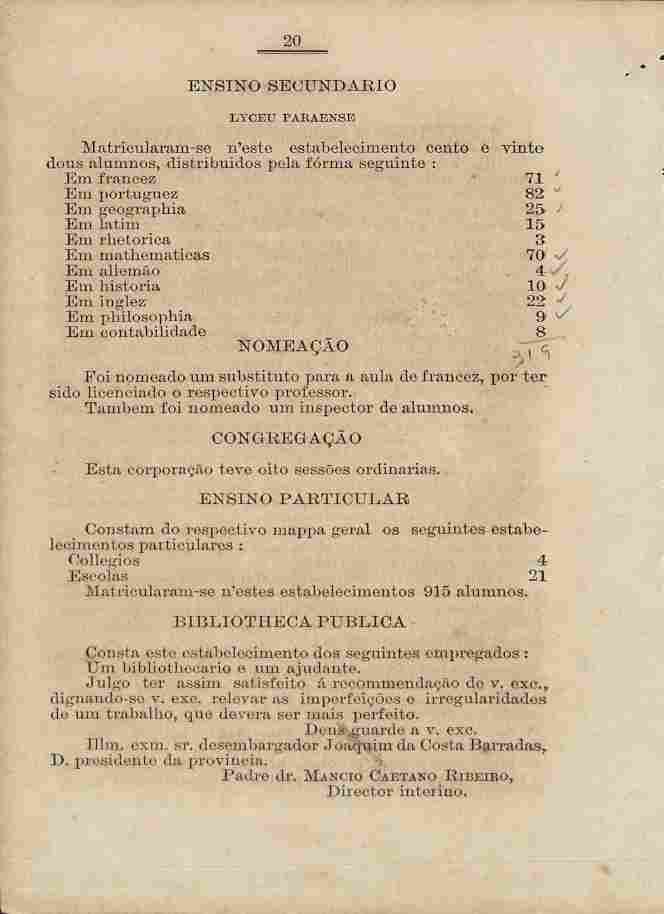 20
ENSINO SECUNDARIO
LYCEU PARAENSE
Matricularam-se n'este estabelecimento cento e vinte
dous alumnos, distribuidos pela fórma seguinte :
Em francez 71
Em portuguez 82
Em geographia 25
Em latim 15
Em rhetorica 3
Em mathematicas 70
Em allemão 4
Em historia 10
Em inglez 22
Em philosophia 9
Em contabilidade 8
319
NOMEAÇÃO
Foi nomeado um substituto para a aula de francez, por ter
sido licenciado o respectivo professor.
Tambem foi nomeado um inspector de alumnos.
CONGREGAÇÃO
Esta corporação teve oito sessões ordinarias.
ENSINO PARTICULAR
Constam do respectivo mappa geral os seguintes estabe-
lecimentos particulares :
Collegios 4
Escolas 21
Matricularam-se n'estes estabelecimentos 915 alumnos.
BIBLIOTHECA PUBLICA
Consta este estabelecimento dos seguintes empregados :
Um bibliothecario e um ajudante.
Julgo ter assim satisfeito á recommendação de v. exc.,
dignando-se v. exc. relevar as imperfeições e irregularidades
de um trabalho, que devera ser mais perfeito.
Deus guarde a v. exc.
Illm. exm. sr. desembargador Joaquim da Costa Barradas,
D. presidente da provincia.
Padre dr. MANCIO CAETANO RIBEIRO,
Director interino.